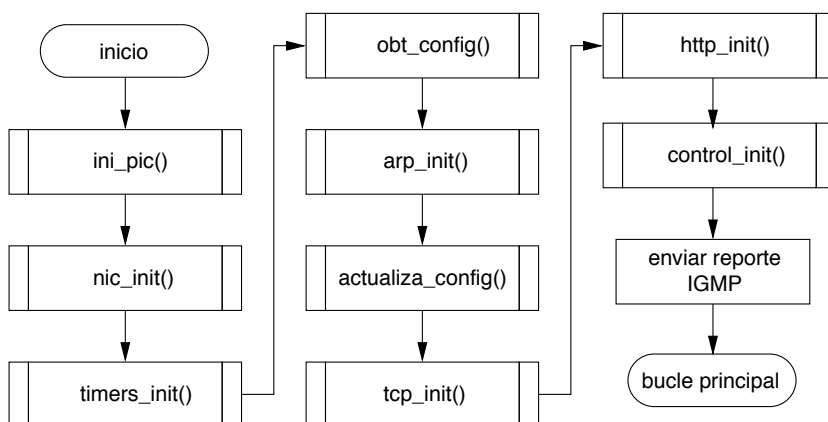 inicio
ini_pic()
nic_init()
timers_init()
obt_config()
arp_init()
actualiza_config()
tcp_init()
http_init()
control_init()
enviar reporte
IGMP
bucle principal